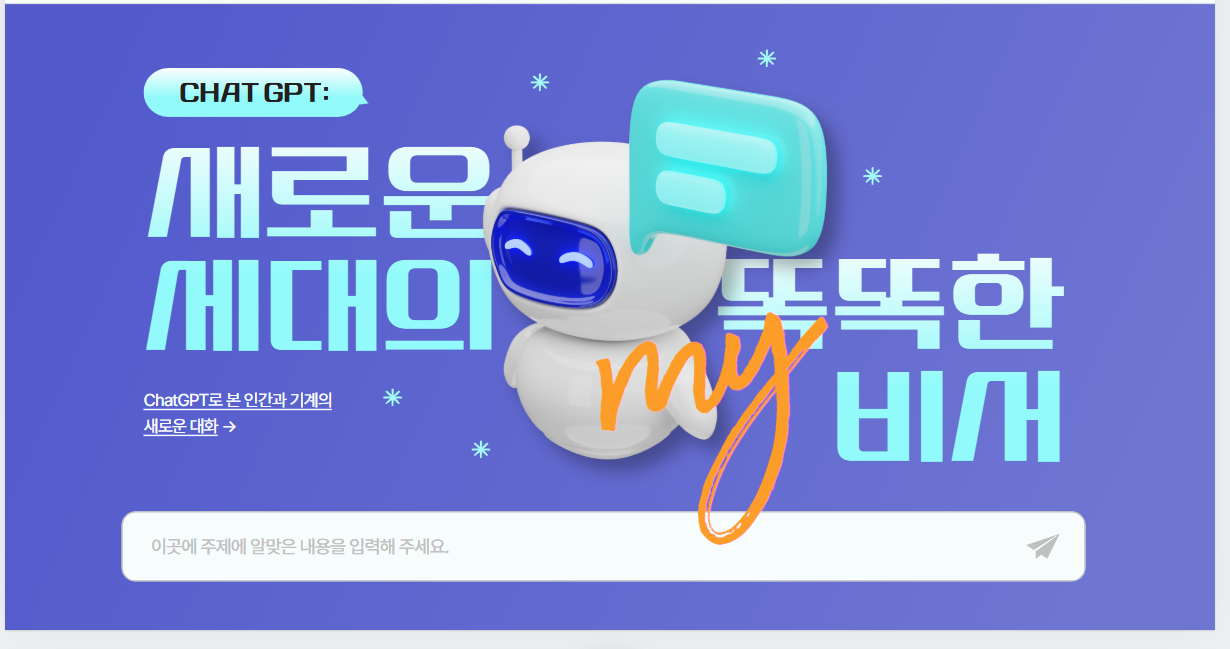 CHAT GPT:
새로운
세대의
똑똑한
my
비서
ChatGPT로 본 인간과 기계의
새로운 대화 →
이곳에 주제에 알맞은 내용을 입력해 주세요.